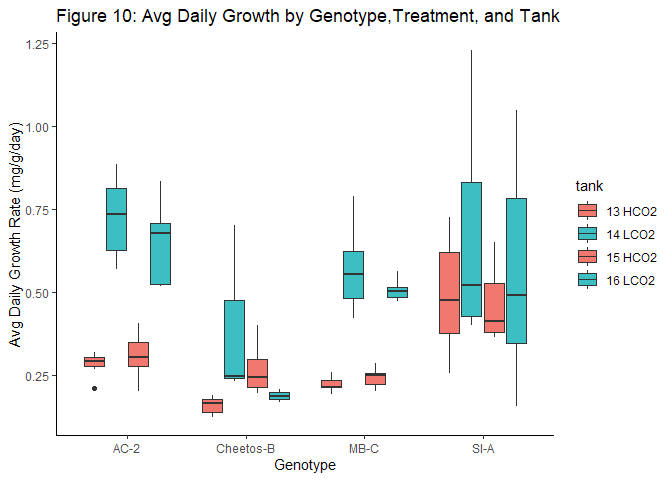 Figure 10: Avg Daily Growth by Genotype,Treatment, and Tank
Avg Daily Growth Rate (mg/g/day)
1.25
1.00
0.75
0.50
0.25
AC-2
Cheetos-B
MB-C
SI-A
Genotype
tank
13 HCO2
14 LCO2
15 HCO2
16 LCO2